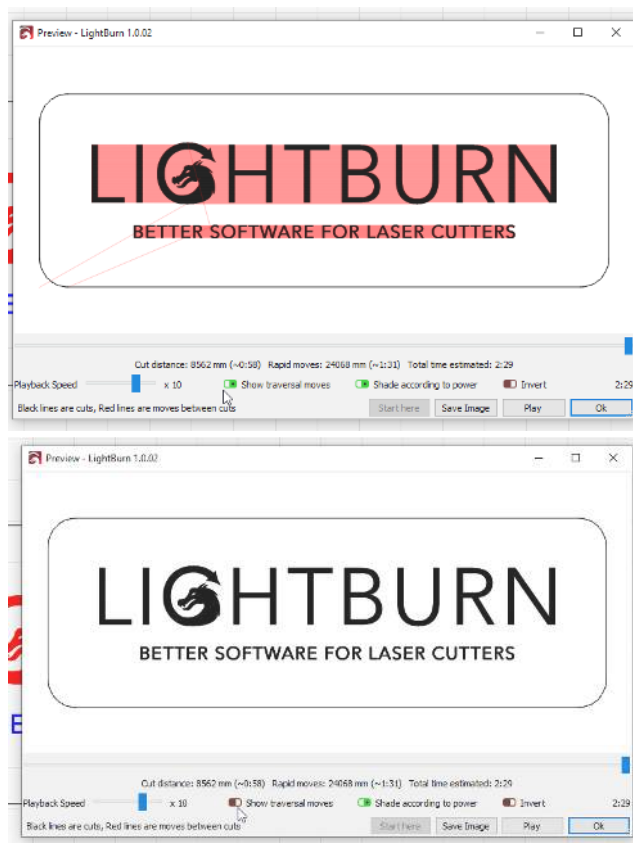 Preview - LightBurn 1.0.02
LIGHTBURN
BETTER SOFTWARE FOR LASER CUTTERS
Cut distance: 8562 mm (~0:58) Rapid moves: 24068 mm (~1:31) Total time estimated: 2:29
Playback Speed x 10 Show traversal moves Shade according to power Invert 2:29
Black lines are cuts, Red lines are moves between cuts Start here Save Image Play Ok
Preview - LightBurn 1.0.02
LIGHTBURN
BETTER SOFTWARE FOR LASER CUTTERS
E
Cut distance: 8562 mm (~0:58) Rapid moves: 24068 mm (~1:31) Total time estimated: 2:29
Playback Speed x 10 Show traversal moves Shade according to power Invert 2:29
Black lines are cuts, Red lines are moves between cuts Start here Save Image Play Ok